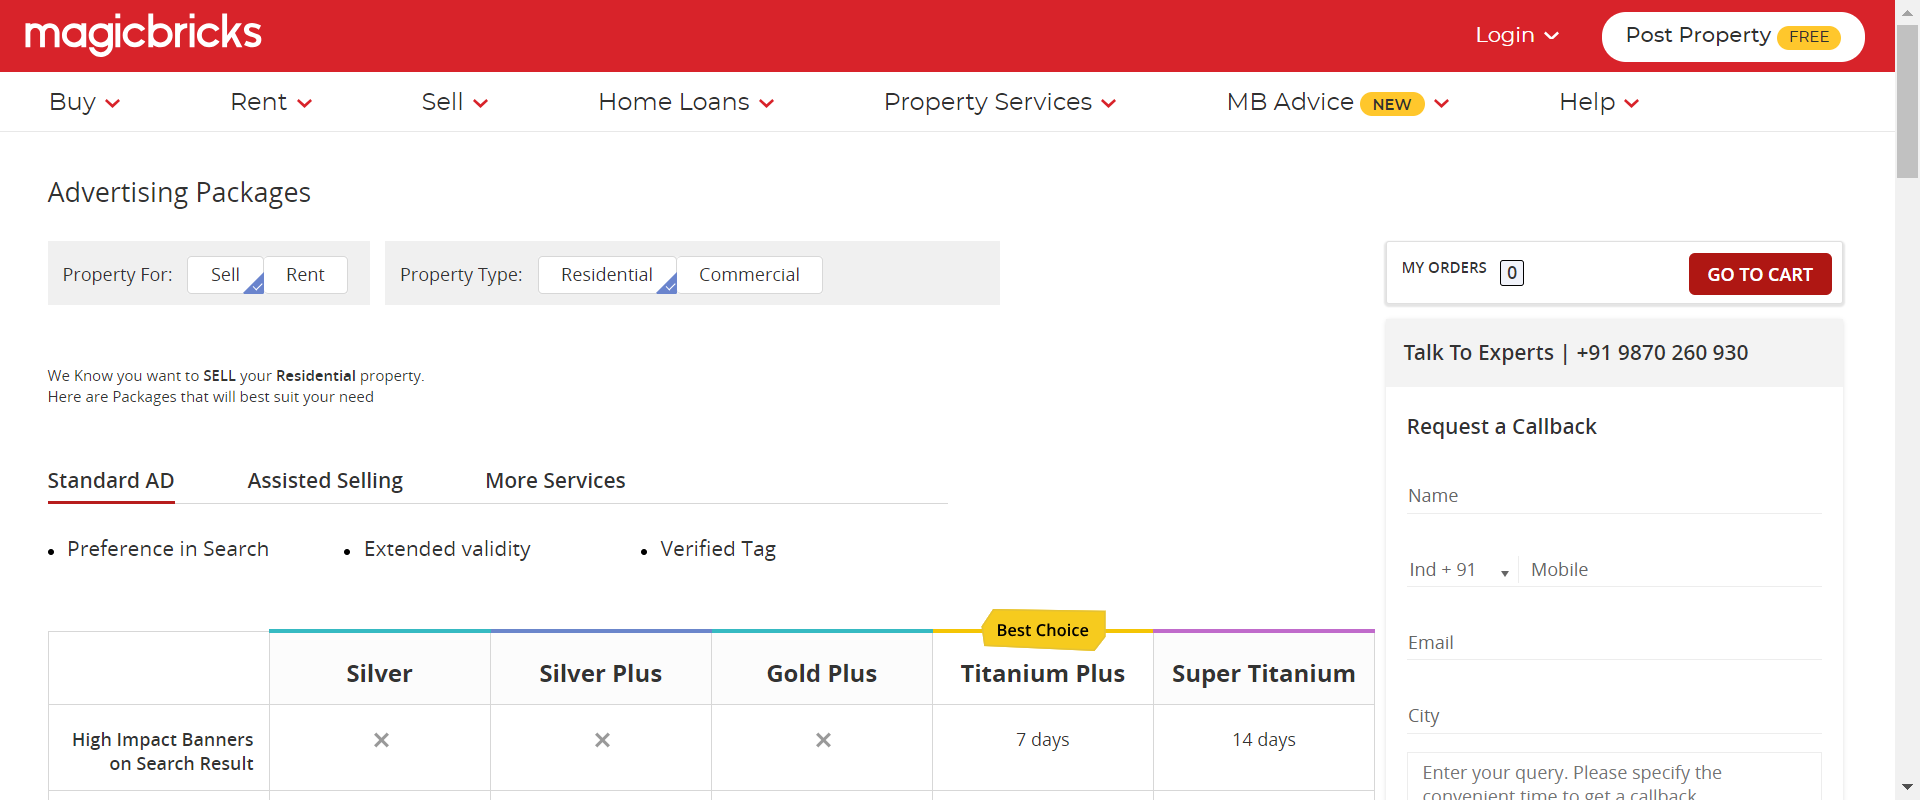 magicbricks
Login
Post Property FREE
Buy
Rent
Sell
Home Loans
Property Services
MB Advice NEW
Help
Advertising Packages
Property For: Sell Rent
Property Type: Residential Commercial
MY ORDERS 0
GO TO CART
Talk To Experts | +91 9870 260 930
We Know you want to SELL your Residential property.
Here are Packages that will best suit your need
Request a Callback
Standard AD
Assisted Selling
More Services
Name
Preference in Search
Extended validity
Verified Tag
Ind + 91
Mobile
Email
Best Choice
Silver
Silver Plus
Gold Plus
Titanium Plus
Super Titanium
City
High Impact Banners
on Search Result
7 days
14 days
Enter your query. Please specify the
convenient time to get a callback